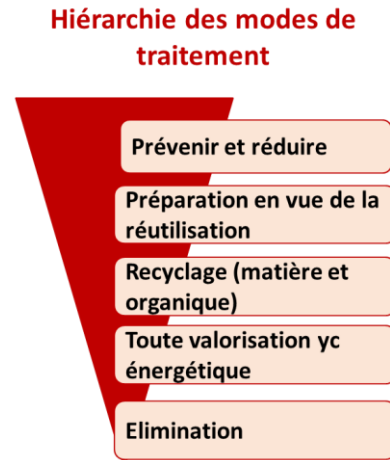 Hiérarchie des modes de
traitement
Prévenir et réduire
Préparation en vue de la
réutilisation
Recyclage (matière et
organique)
Toute valorisation yc
énergétique
Elimination